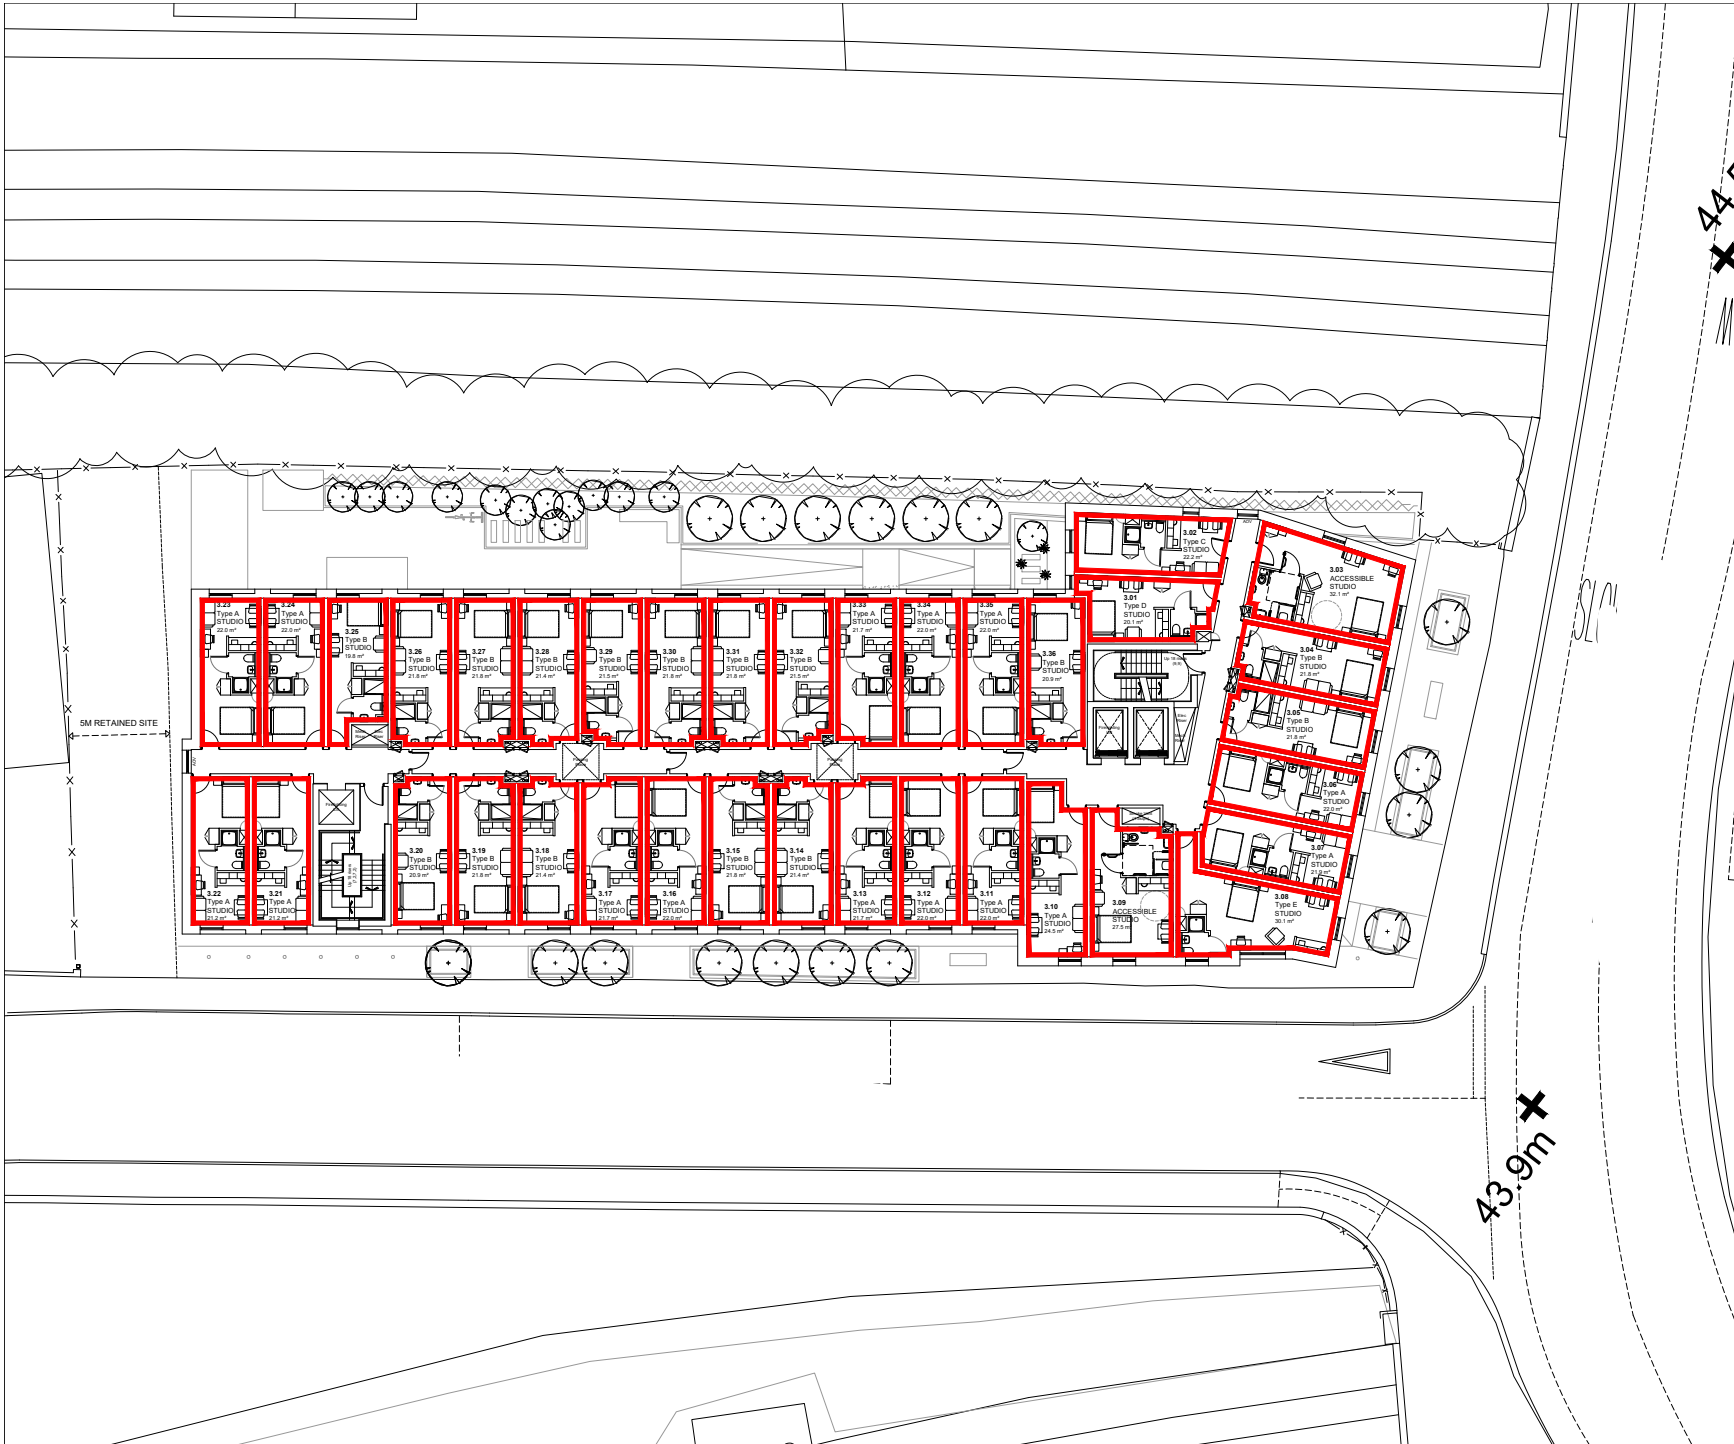 44
3.02
Type C
STUDIO
22.2 m²
ADV
3.03
ACCESSIBLE
STUDIO
32.1 m²
3.01
Type D
STUDIO
20.1 m²
3.23
Type A
STUDIO
22.0 m²
3.24
Type A
STUDIO
22.0 m²
3.25
Type B
STUDIO
19.8 m²
3.26
Type B
STUDIO
21.8 m²
3.27
Type B
STUDIO
21.8 m²
3.28
Type B
STUDIO
21.4 m²
3.29
Type B
STUDIO
21.5 m²
3.30
Type B
STUDIO
21.8 m²
3.31
Type B
STUDIO
21.8 m²
3.32
Type B
STUDIO
21.5 m²
3.33
Type A
STUDIO
21.7 m²
3.34
Type A
STUDIO
22.0 m²
3.35
Type A
STUDIO
22.0 m²
3.36
Type B
STUDIO
20.9 m²
3.04
Type B
STUDIO
21.8 m²
3.05
Type B
STUDIO
21.8 m²
3.06
Type A
STUDIO
22.0 m²
3.07
Type A
STUDIO
21.9 m²
3.08
Type E
STUDIO
30.1 m²
5M RETAINED SITE
ADV
3.22
Type A
STUDIO
21.2 m²
3.21
Type A
STUDIO
21.2 m²
3.20
Type B
STUDIO
20.9 m²
3.19
Type B
STUDIO
21.8 m²
3.18
Type B
STUDIO
21.4 m²
3.17
Type A
STUDIO
21.7 m²
3.16
Type A
STUDIO
22.0 m²
3.15
Type B
STUDIO
21.8 m²
3.14
Type B
STUDIO
21.4 m²
3.13
Type A
STUDIO
21.7 m²
3.12
Type A
STUDIO
22.0 m²
3.11
Type A
STUDIO
22.0 m²
3.10
Type A
STUDIO
24.5 m²
3.09
ACCESSIBLE
STUDIO
27.5 m²
43.9m